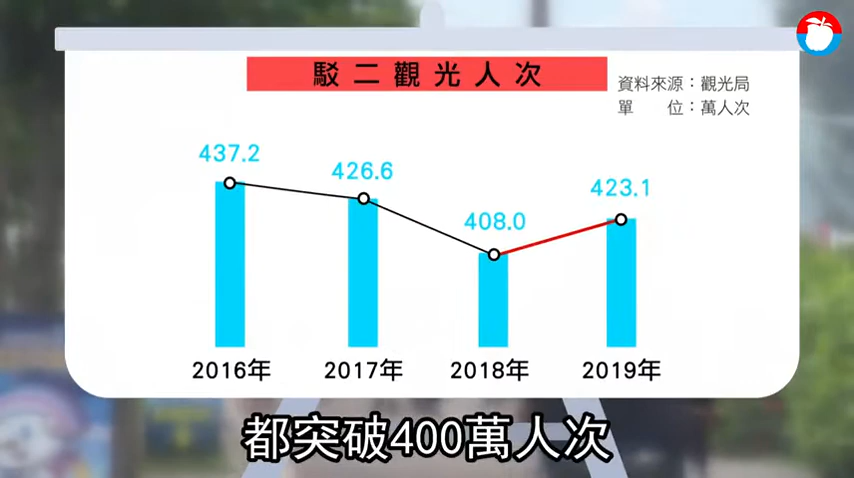 駁二觀光人次
資料來源：觀光局
單　　位：萬人次
437.2
426.6
408.0
423.1
2016年
2017年
2018年
2019年
都突破400萬人次